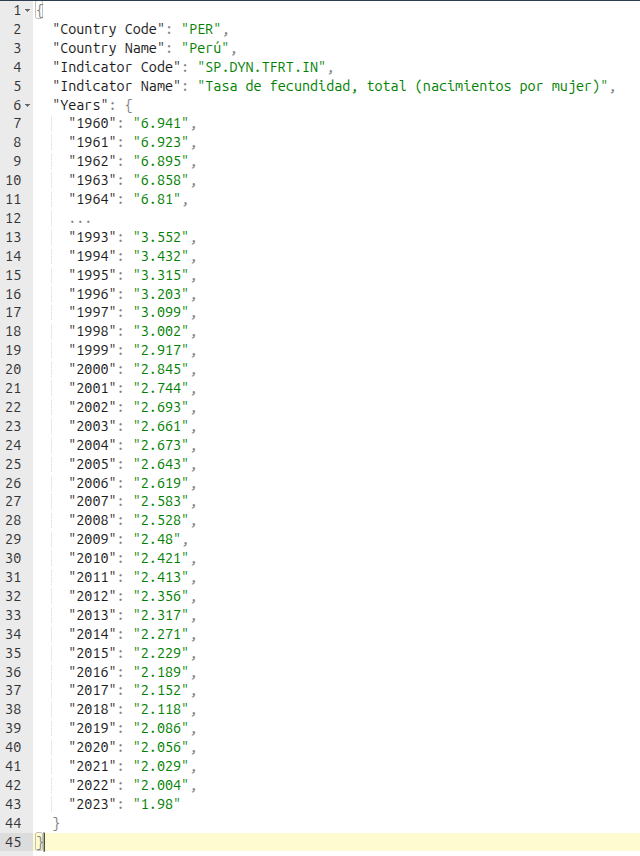 1 {
2 "Country Code": "PER",
3 "Country Name": "Perú",
4 "Indicator Code": "SP.DYN.TFRT.IN",
5 "Indicator Name": "Tasa de fecundidad, total (nacimientos por mujer)",
6 "Years": {
7 "1960": "6.941",
8 "1961": "6.923",
9 "1962": "6.895",
10 "1963": "6.858",
11 "1964": "6.81",
12 ...
13 "1993": "3.552",
14 "1994": "3.432",
15 "1995": "3.315",
16 "1996": "3.203",
17 "1997": "3.099",
18 "1998": "3.002",
19 "1999": "2.917",
20 "2000": "2.845",
21 "2001": "2.744",
22 "2002": "2.693",
23 "2003": "2.661",
24 "2004": "2.673",
25 "2005": "2.643",
26 "2006": "2.619",
27 "2007": "2.583",
28 "2008": "2.528",
29 "2009": "2.48",
30 "2010": "2.421",
31 "2011": "2.413",
32 "2012": "2.356",
33 "2013": "2.317",
34 "2014": "2.271",
35 "2015": "2.229",
36 "2016": "2.189",
37 "2017": "2.152",
38 "2018": "2.118",
39 "2019": "2.086",
40 "2020": "2.056",
41 "2021": "2.029",
42 "2022": "2.004",
43 "2023": "1.98"
44 }
45 }